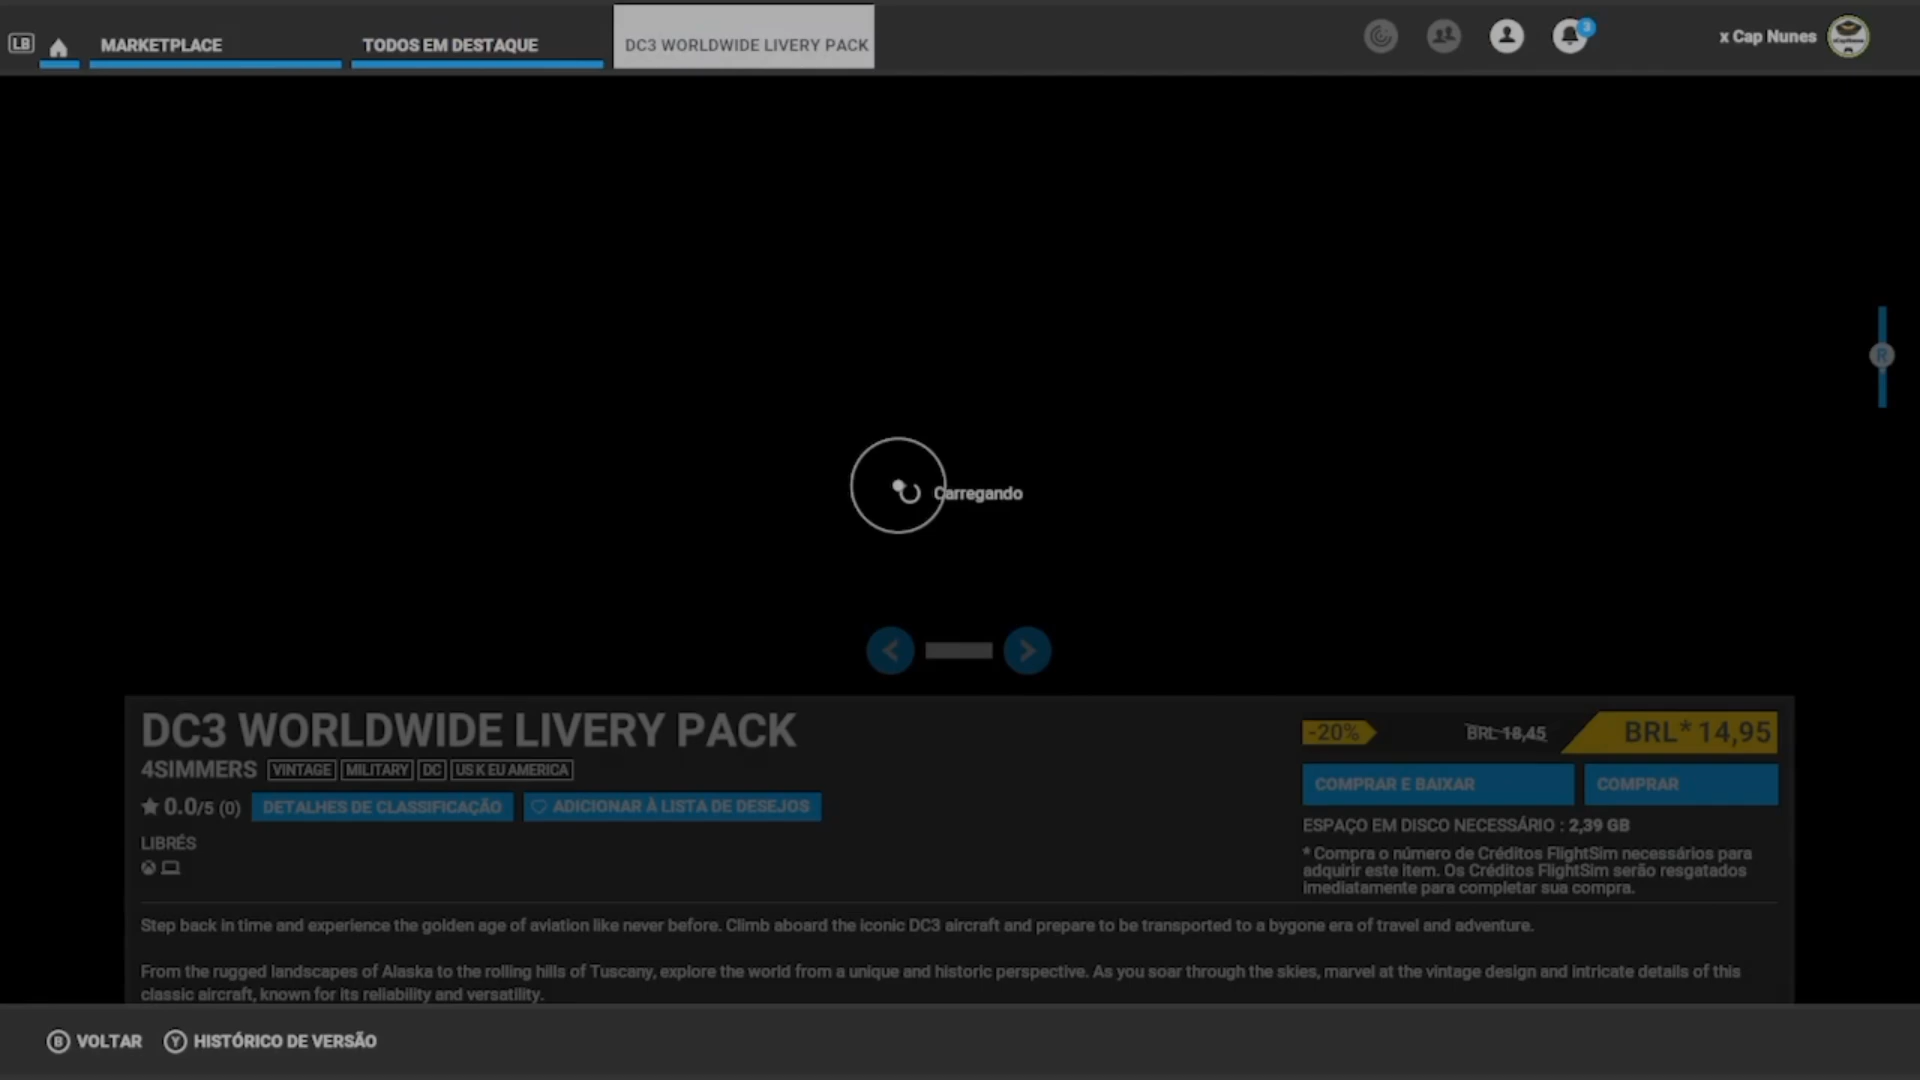 LB
MARKETPLACE
TODOS EM DESTAQUE
DC3 WORLDWIDE LIVERY PACK
3
x Cap Nunes
R
Carregando
DC3 WORLDWIDE LIVERY PACK
4SIMMERS VINTAGE MILITARY DC US K EU AMERICA
0.0/5 (0) DETALHES DE CLASSIFICAÇÃO ADICIONAR À LISTA DE DESEJOS
LIBRÉS
-20% BRL 18,45 BRL* 14,95
COMPRAR E BAIXAR COMPRAR
ESPAÇO EM DISCO NECESSÁRIO : 2,39 GB
* Compra o número de Créditos FlightSim necessários para
adquirir este item. Os Créditos FlightSim serão resgatados
imediatamente para completar sua compra.
Step back in time and experience the golden age of aviation like never before. Climb aboard the iconic DC3 aircraft and prepare to be transported to a bygone era of travel and adventure.
From the rugged landscapes of Alaska to the rolling hills of Tuscany, explore the world from a unique and historic perspective. As you soar through the skies, marvel at the vintage design and intricate details of this
classic aircraft, known for its reliability and versatility.
B VOLTAR Y HISTÓRICO DE VERSÃO